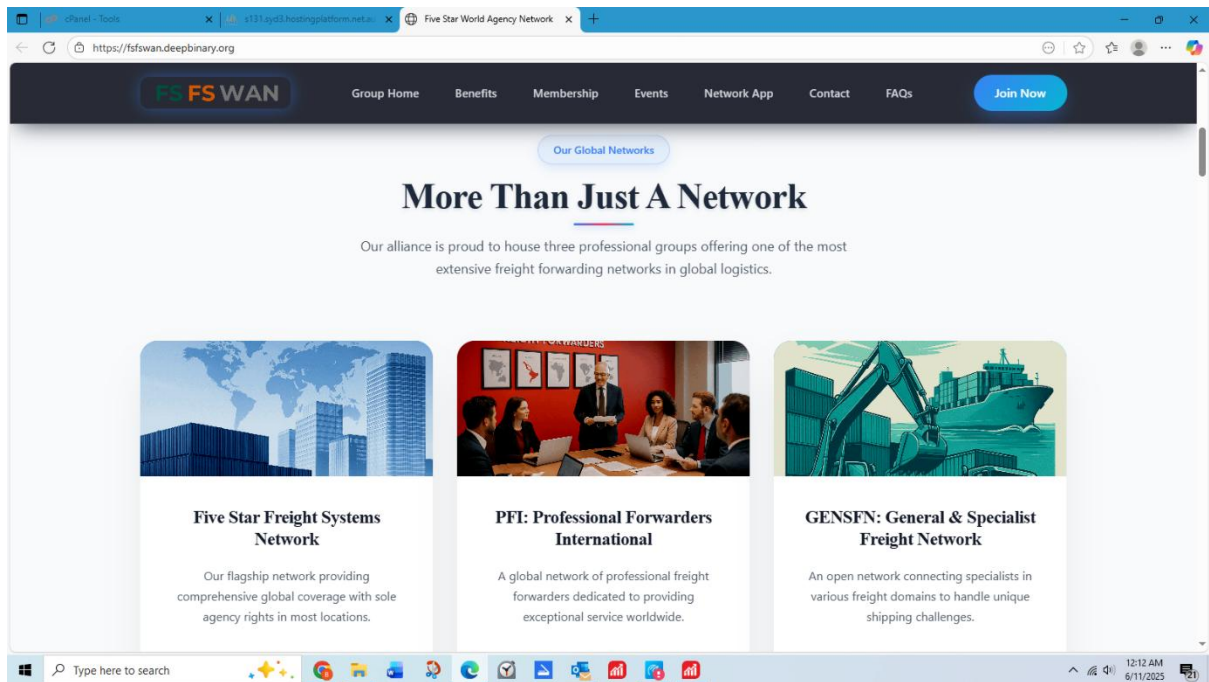 cPanel - Tools
s131.syd3.hostingplatform.net.au
Five Star World Agency Network
https://fsfswan.deepbinary.org
FS FS WAN
Group Home
Benefits
Membership
Events
Network App
Contact
FAQs
Join Now
Our Global Networks
More Than Just A Network
Our alliance is proud to house three professional groups offering one of the most
extensive freight forwarding networks in global logistics.
Five Star Freight Systems
Network
Our flagship network providing
comprehensive global coverage with sole
agency rights in most locations.
PFI: Professional Forwarders
International
A global network of professional freight
forwarders dedicated to providing
exceptional service worldwide.
GENSFN: General & Specialist
Freight Network
An open network connecting specialists in
various freight domains to handle unique
shipping challenges.
Type here to search
12:12 AM
6/11/2025
21